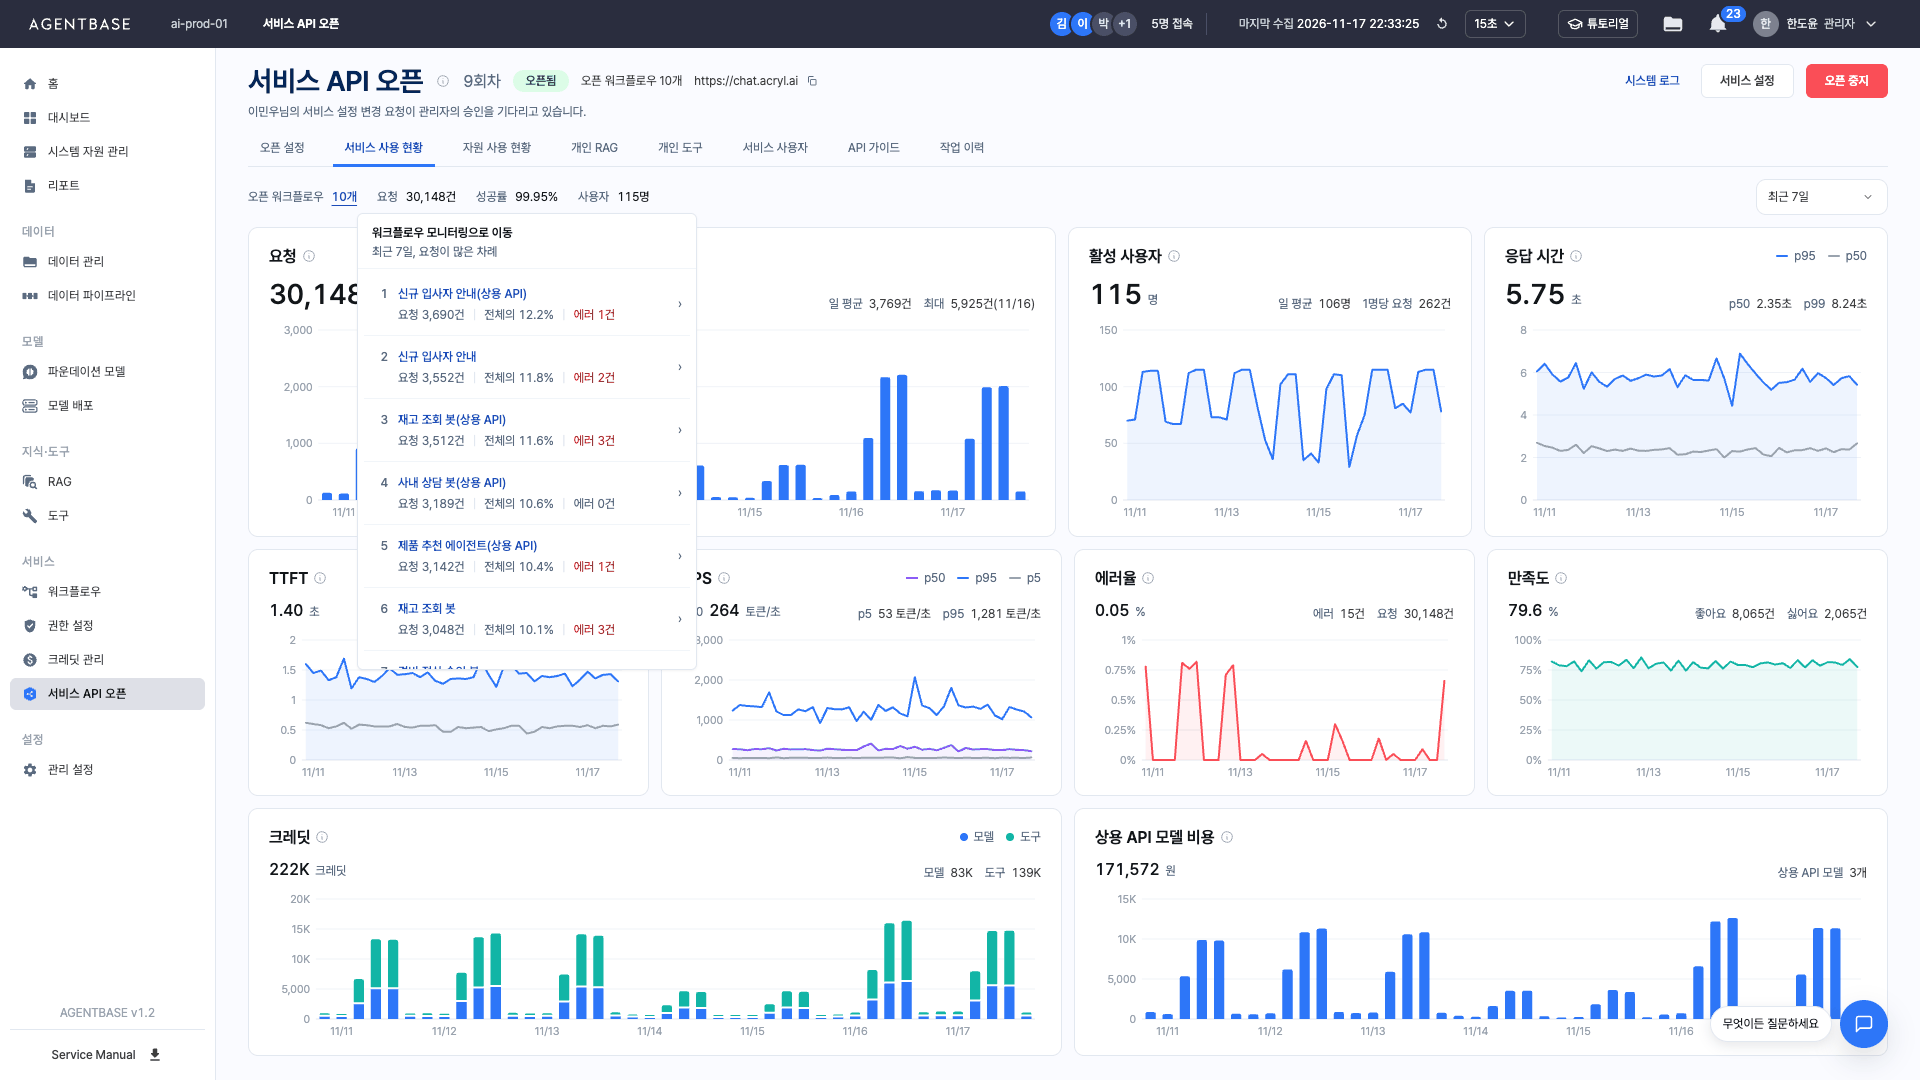 AGENTBASE
ai-prod-01
서비스 API 오픈
김 이 박 +1 5명 접속
마지막 수집 2026-11-17 22:33:25
15초
튜토리얼
23
한 한도윤 관리자
홈
대시보드
시스템 자원 관리
리포트
데이터
데이터 관리
데이터 파이프라인
모델
파운데이션 모델
모델 배포
지식·도구
RAG
도구
서비스
워크플로우
권한 설정
크레딧 관리
서비스 API 오픈
설정
관리 설정
AGENTBASE v1.2
Service Manual
서비스 API 오픈 9회차 오픈됨 오픈 워크플로우 10개 https://chat.acryl.ai
시스템 로그 서비스 설정 오픈 중지
이민우님의 서비스 설정 변경 요청이 관리자의 승인을 기다리고 있습니다.
오픈 설정 서비스 사용 현황 자원 사용 현황 개인 RAG 개인 도구 서비스 사용자 API 가이드 작업 이력
오픈 워크플로우 10개 요청 30,148건 성공률 99.95% 사용자 115명
최근 7일
워크플로우 모니터링으로 이동
최근 7일, 요청이 많은 차례
1 신규 입사자 안내(상용 API)
요청 3,690건 전체의 12.2% 에러 1건
2 신규 입사자 안내
요청 3,552건 전체의 11.8% 에러 2건
3 재고 조회 봇(상용 API)
요청 3,512건 전체의 11.6% 에러 3건
4 사내 상담 봇(상용 API)
요청 3,189건 전체의 10.6% 에러 0건
5 제품 추천 에이전트(상용 API)
요청 3,142건 전체의 10.4% 에러 1건
6 재고 조회 봇
요청 3,048건 전체의 10.1% 에러 3건
요청
30,148
일 평균 3,769건 최대 5,925건(11/16)
3,000
2,000
1,000
0
11/11 11/15 11/16 11/17
활성 사용자
115 명
일 평균 106명 1명당 요청 262건
150
100
50
0
11/11 11/13 11/15 11/17
응답 시간
p95 p50
5.75 초
p50 2.35초 p99 8.24초
8
6
4
2
0
11/11 11/13 11/15 11/17
TTFT
1.40 초
2
1.5
1
0.5
0
11/11 11/13 11/15 11/17
PS
p50 p95 p5
0 264 토큰/초
p5 53 토큰/초 p95 1,281 토큰/초
3,000
2,000
1,000
0
11/11 11/13 11/15 11/17
에러율
0.05 %
에러 15건 요청 30,148건
1%
0.75%
0.5%
0.25%
0%
11/11 11/13 11/15 11/17
만족도
79.6 %
좋아요 8,065건 싫어요 2,065건
100%
75%
50%
25%
0%
11/11 11/13 11/15 11/17
크레딧
모델 도구
222K 크레딧
모델 83K 도구 139K
20K
15K
10K
5,000
0
11/11 11/12 11/13 11/14 11/15 11/16 11/17
상용 API 모델 비용
171,572 원
상용 API 모델 3개
15K
10K
5,000
0
11/11 11/12 11/13 11/14 11/15 11/16
무엇이든 질문하세요